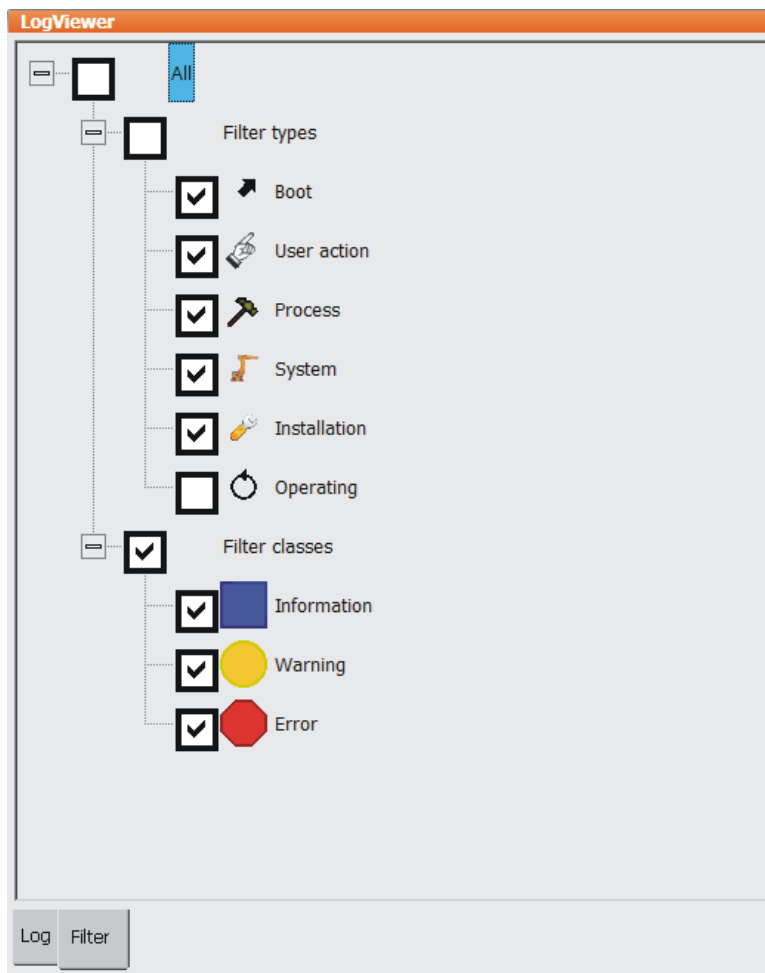 LogViewer
All
Filter types
Boot
User action
Process
System
Installation
Operating
Filter classes
Information
Warning
Error
Log Filter